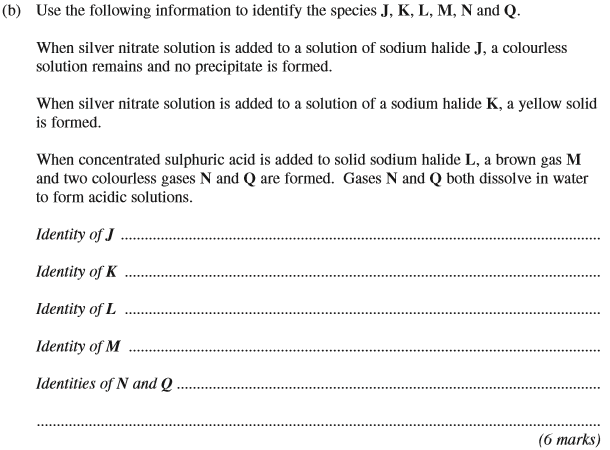 (b) Use the following information to identify the species J, K, L, M, N and Q.
When silver nitrate solution is added to a solution of sodium halide J, a colourless
solution remains and no precipitate is formed.
When silver nitrate solution is added to a solution of a sodium halide K, a yellow solid
is formed.
When concentrated sulphuric acid is added to solid sodium halide L, a brown gas M
and two colourless gases N and Q are formed. Gases N and Q both dissolve in water
to form acidic solutions.
Identity of J ..........................................................................................
Identity of K ..........................................................................................
Identity of L ..........................................................................................
Identity of M ..........................................................................................
Identities of N and Q ..........................................................................................
..........................................................................................
(6 marks)